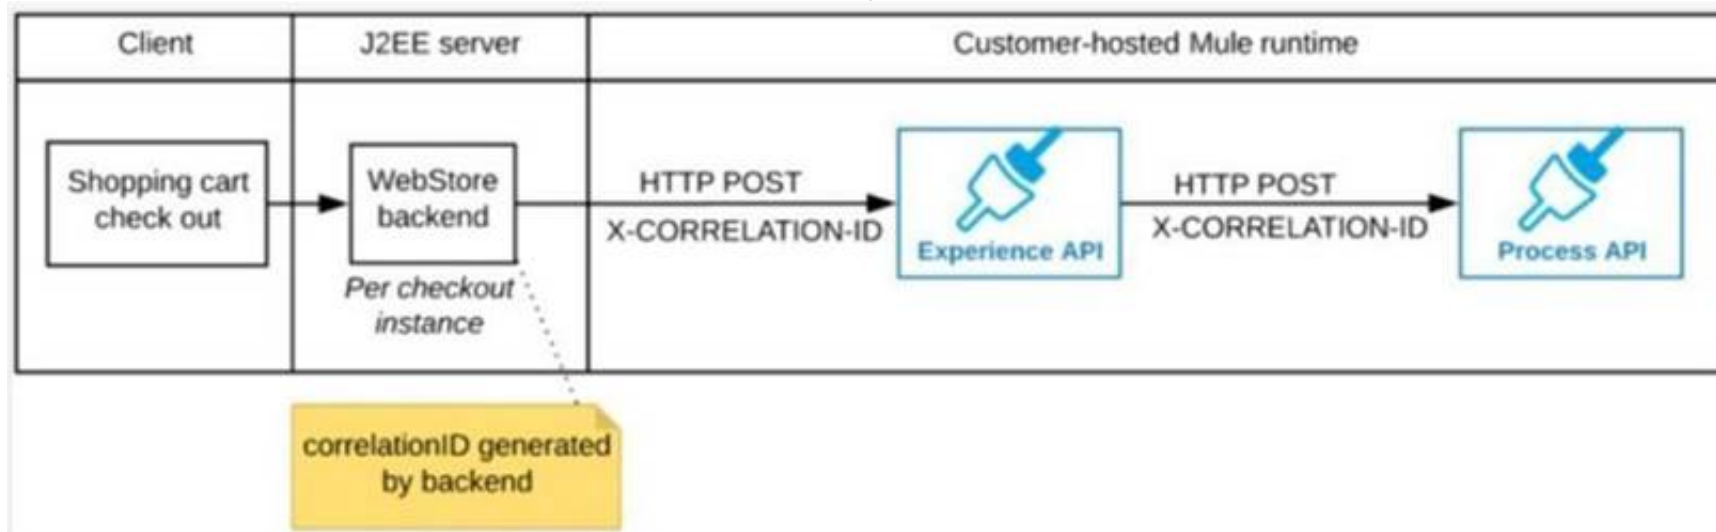 Client
J2EE server
Customer-hosted Mule runtime
Shopping cart
check out
WebStore
backend
Per checkout
instance
HTTP POST
X-CORRELATION-ID
Experience API
HTTP POST
X-CORRELATION-ID
Process API
correlationID generated
by backend